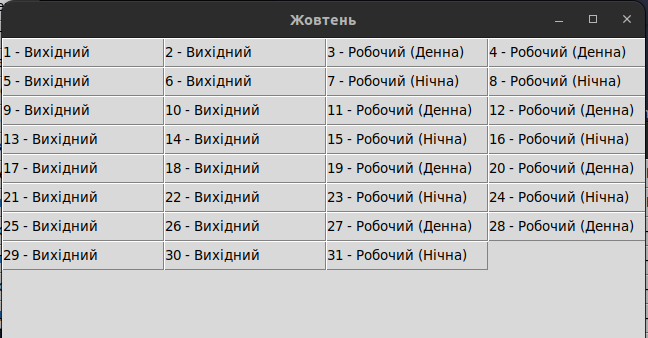 Жовтень
1 - Вихідний 2 - Вихідний 3 - Робочий (Денна) 4 - Робочий (Денна)
5 - Вихідний 6 - Вихідний 7 - Робочий (Нічна) 8 - Робочий (Нічна)
9 - Вихідний 10 - Вихідний 11 - Робочий (Денна) 12 - Робочий (Денна)
13 - Вихідний 14 - Вихідний 15 - Робочий (Нічна) 16 - Робочий (Нічна)
17 - Вихідний 18 - Вихідний 19 - Робочий (Денна) 20 - Робочий (Денна)
21 - Вихідний 22 - Вихідний 23 - Робочий (Нічна) 24 - Робочий (Нічна)
25 - Вихідний 26 - Вихідний 27 - Робочий (Денна) 28 - Робочий (Денна)
29 - Вихідний 30 - Вихідний 31 - Робочий (Нічна)